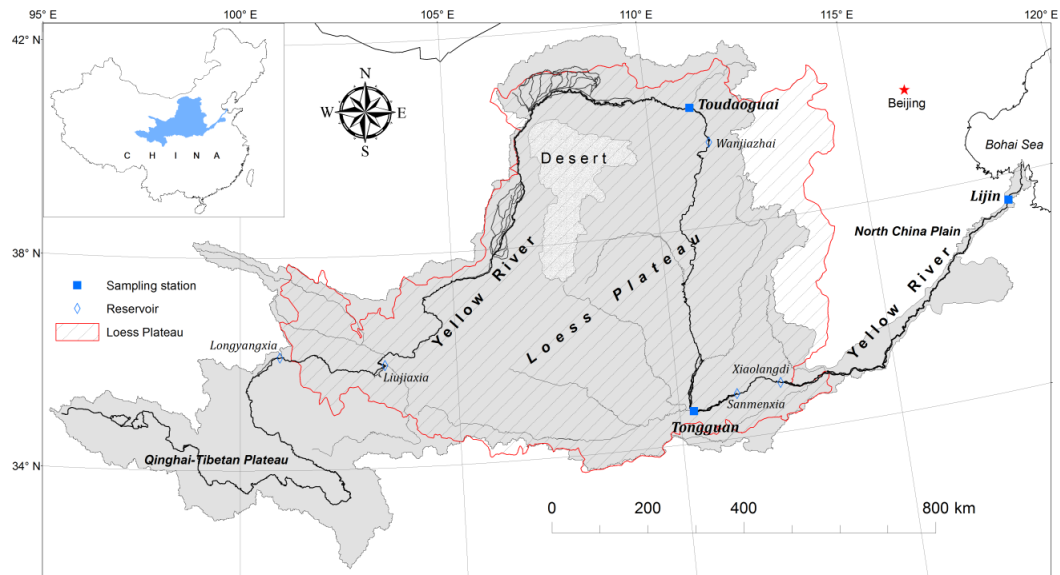 95° E
100° E
105° E
110° E
115° E
120° E
42° N
38° N
34° N
C H I N A
N
W
E
S
Toudaoguai
Wanjiazhai
Beijing
Bohai Sea
Desert
Lijin
North China Plain
Sampling station
Reservoir
Loess Plateau
Yellow River
Loess Plateau
Yellow River
Longyangxia
Liujiaxia
Xiaolangdi
Sanmenxia
Tongguan
Qinghai-Tibetan Plateau
0 200 400 800 km